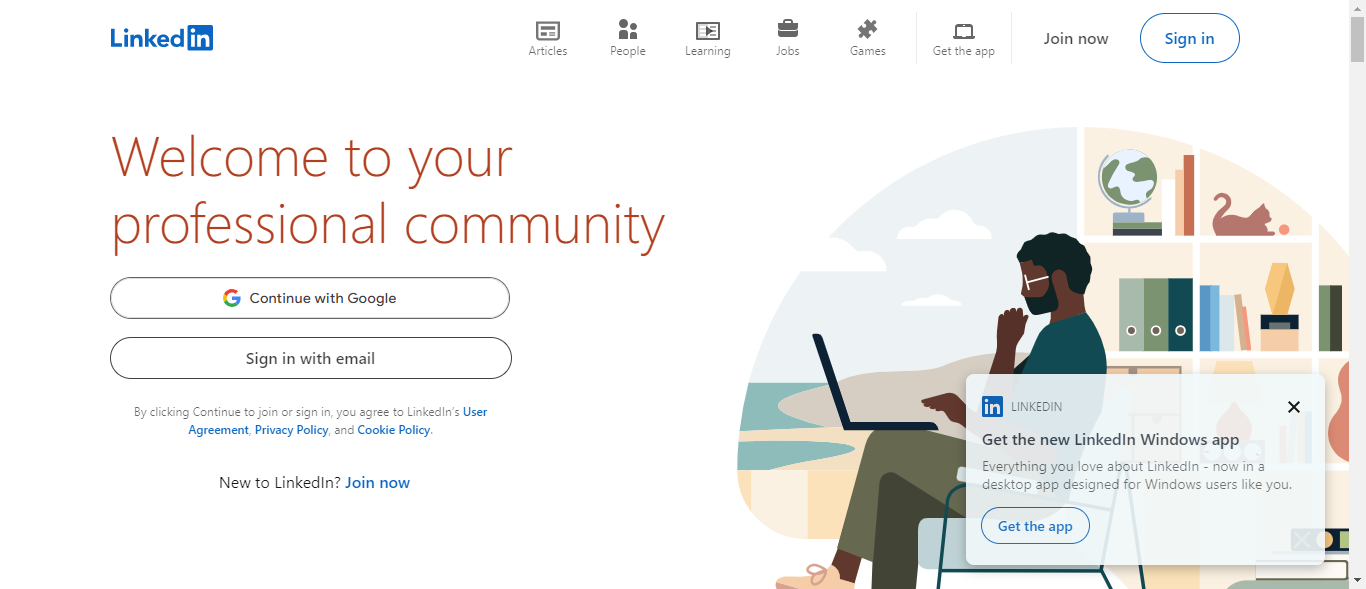 Linked in
Articles
People
Learning
Jobs
Games
Get the app
Join now
Sign in
Welcome to your
professional community
Continue with Google
Sign in with email
By clicking Continue to join or sign in, you agree to LinkedIn’s User
Agreement, Privacy Policy, and Cookie Policy.
New to LinkedIn? Join now
in LINKEDIN
Get the new LinkedIn Windows app
Everything you love about LinkedIn - now in a
desktop app designed for Windows users like you.
Get the app